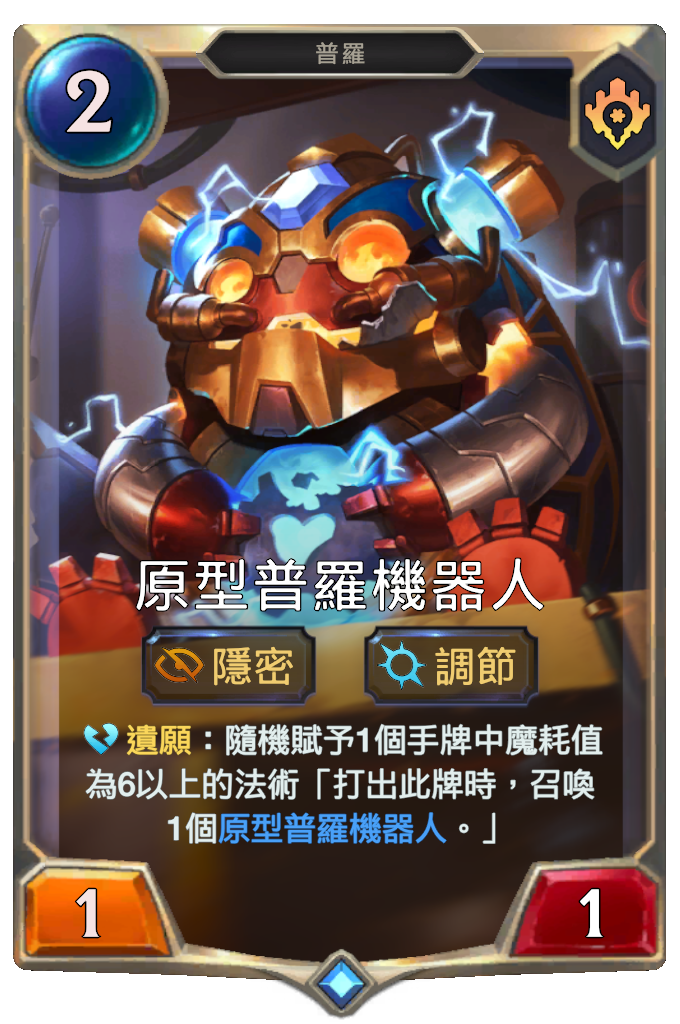 普羅
2
原型普羅機器人
隱密 調節
遺願：隨機賦予1個手牌中魔耗值
為6以上的法術「打出此牌時，召喚
1個原型普羅機器人。」
1 1